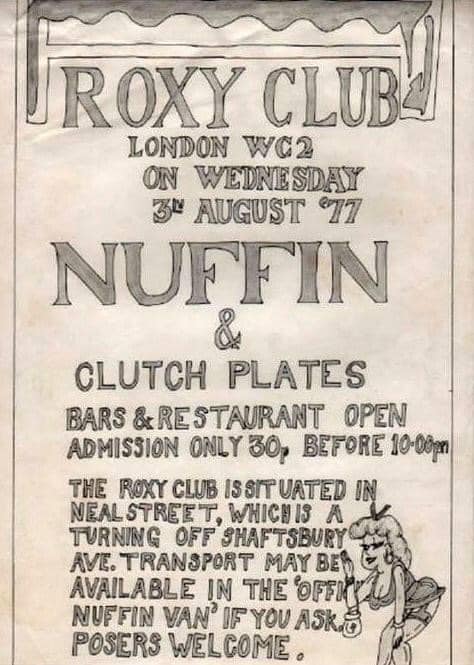 ROXY CLUB
LONDON WC2
ON WEDNESDAY
3RD AUGUST '77
NUFFIN
&
CLUTCH PLATES
BARS & RESTAURANT OPEN
ADMISSION ONLY 30p BEFORE 10·00pm
THE ROXY CLUB IS SITUATED IN
NEAL STREET, WHICH IS A
TURNING OFF SHAFTSBURY
AVE. TRANSPORT MAY BE
AVAILABLE IN THE 'OFFI
NUFFIN VAN' IF YOU ASK.
POSERS WELCOME.